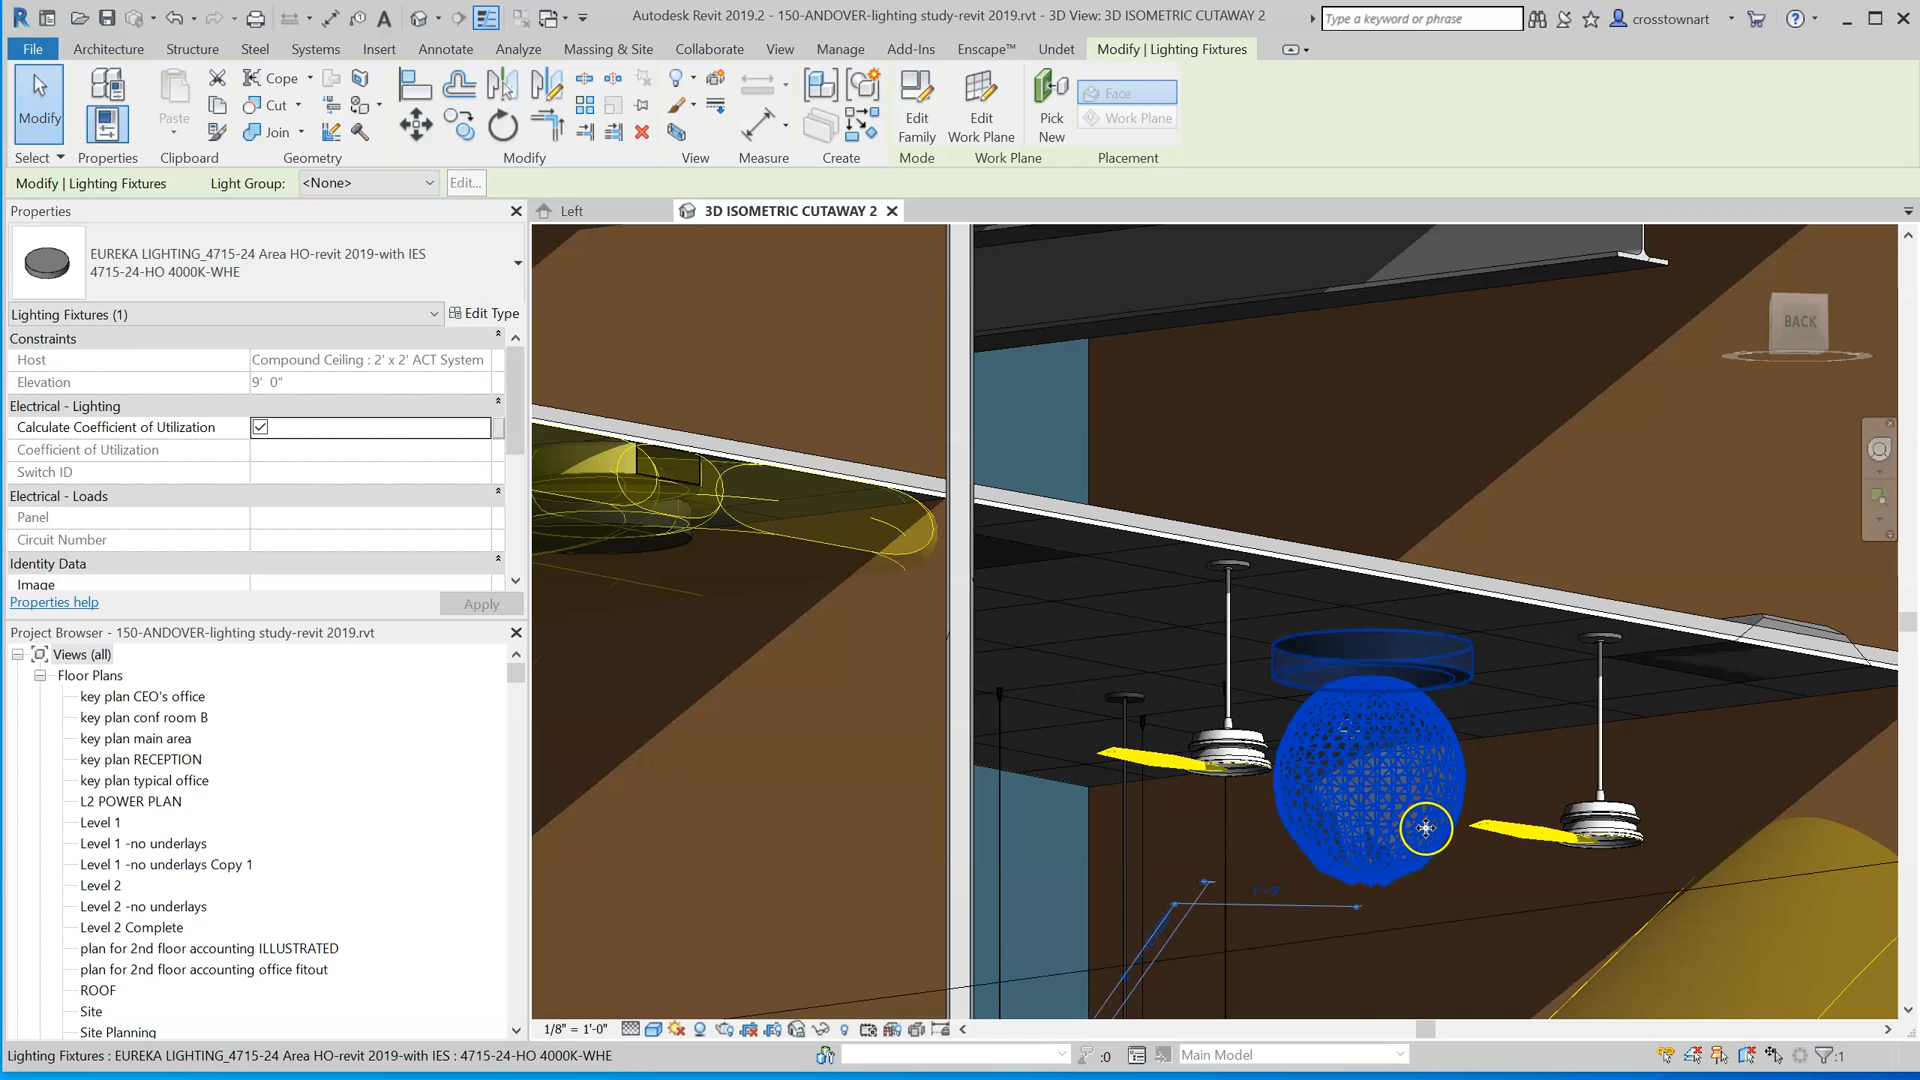 Autodesk Revit 2019.2 - 150-ANDOVER-lighting study-revit 2019.rvt - 3D View: 3D ISOMETRIC CUTAWAY 2
Type a keyword or phrase
crosstownart
File Architecture Structure Steel Systems Insert Annotate Analyze Massing & Site Collaborate View Manage Add-Ins Enscape™ Undet Modify | Lighting Fixtures
Modify
Paste
Cope
Cut
Join
Edit Family
Edit Work Plane
Pick New
Face
Work Plane
Select Properties Clipboard Geometry Modify View Measure Create Mode Work Plane Placement
Modify | Lighting Fixtures Light Group: <None> Edit...
Properties
Left
3D ISOMETRIC CUTAWAY 2
EUREKA LIGHTING_4715-24 Area HO-revit 2019-with IES
4715-24-HO 4000K-WHE
Lighting Fixtures (1) Edit Type
Constraints
Host Compound Ceiling : 2' x 2' ACT System
Elevation 9' 0"
Electrical - Lighting
Calculate Coefficient of Utilization
Coefficient of Utilization
Switch ID
Electrical - Loads
Panel
Circuit Number
Identity Data
Image
Properties help Apply
Project Browser - 150-ANDOVER-lighting study-revit 2019.rvt
Views (all)
Floor Plans
key plan CEO's office
key plan conf room B
key plan main area
key plan RECEPTION
key plan typical office
L2 POWER PLAN
Level 1
Level 1 -no underlays
Level 1 -no underlays Copy 1
Level 2
Level 2 -no underlays
Level 2 Complete
plan for 2nd floor accounting ILLUSTRATED
plan for 2nd floor accounting office fitout
ROOF
Site
Site Planning
BACK
1/8" = 1'-0"
Lighting Fixtures : EUREKA LIGHTING_4715-24 Area HO-revit 2019-with IES : 4715-24-HO 4000K-WHE
:0
Main Model
:1